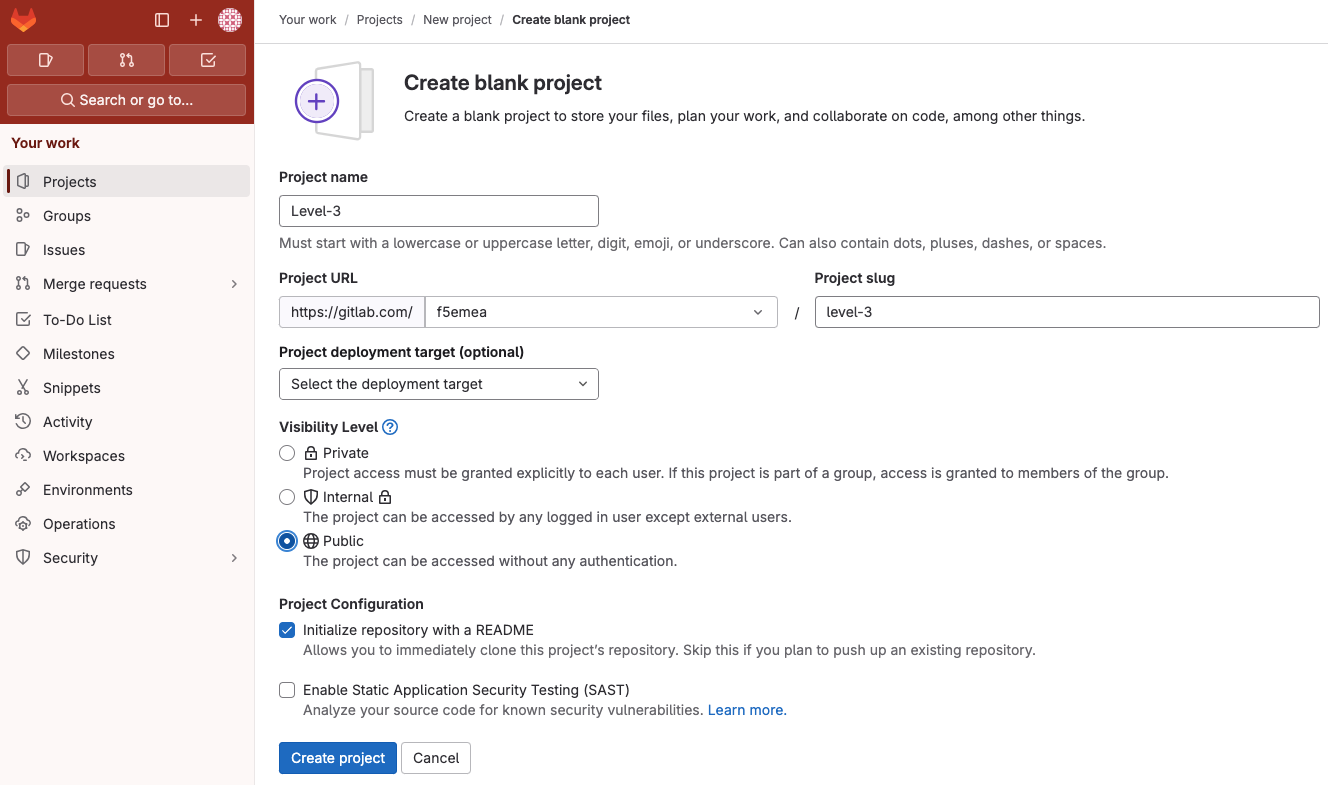 Your work / Projects / New project / Create blank project
Search or go to...
Your work
Projects
Groups
Issues
Merge requests
To-Do List
Milestones
Snippets
Activity
Workspaces
Environments
Operations
Security
Create blank project
Create a blank project to store your files, plan your work, and collaborate on code, among other things.
Project name
Level-3
Must start with a lowercase or uppercase letter, digit, emoji, or underscore. Can also contain dots, pluses, dashes, or spaces.
Project URL
https://gitlab.com/ f5emea /
Project slug
level-3
Project deployment target (optional)
Select the deployment target
Visibility Level
Private
Project access must be granted explicitly to each user. If this project is part of a group, access is granted to members of the group.
Internal
The project can be accessed by any logged in user except external users.
Public
The project can be accessed without any authentication.
Project Configuration
Initialize repository with a README
Allows you to immediately clone this project’s repository. Skip this if you plan to push up an existing repository.
Enable Static Application Security Testing (SAST)
Analyze your source code for known security vulnerabilities. Learn more.
Create project Cancel